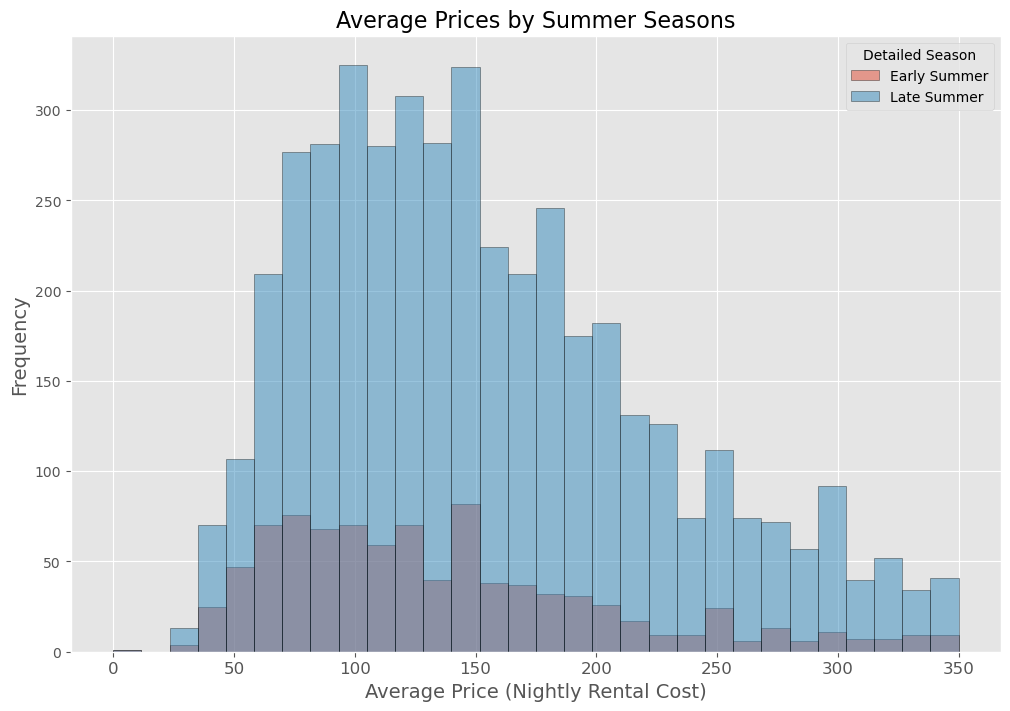 Average Prices by Summer Seasons
Detailed Season
Early Summer
Late Summer
Frequency
300
250
200
150
100
50
0
0 50 100 150 200 250 300 350
Average Price (Nightly Rental Cost)